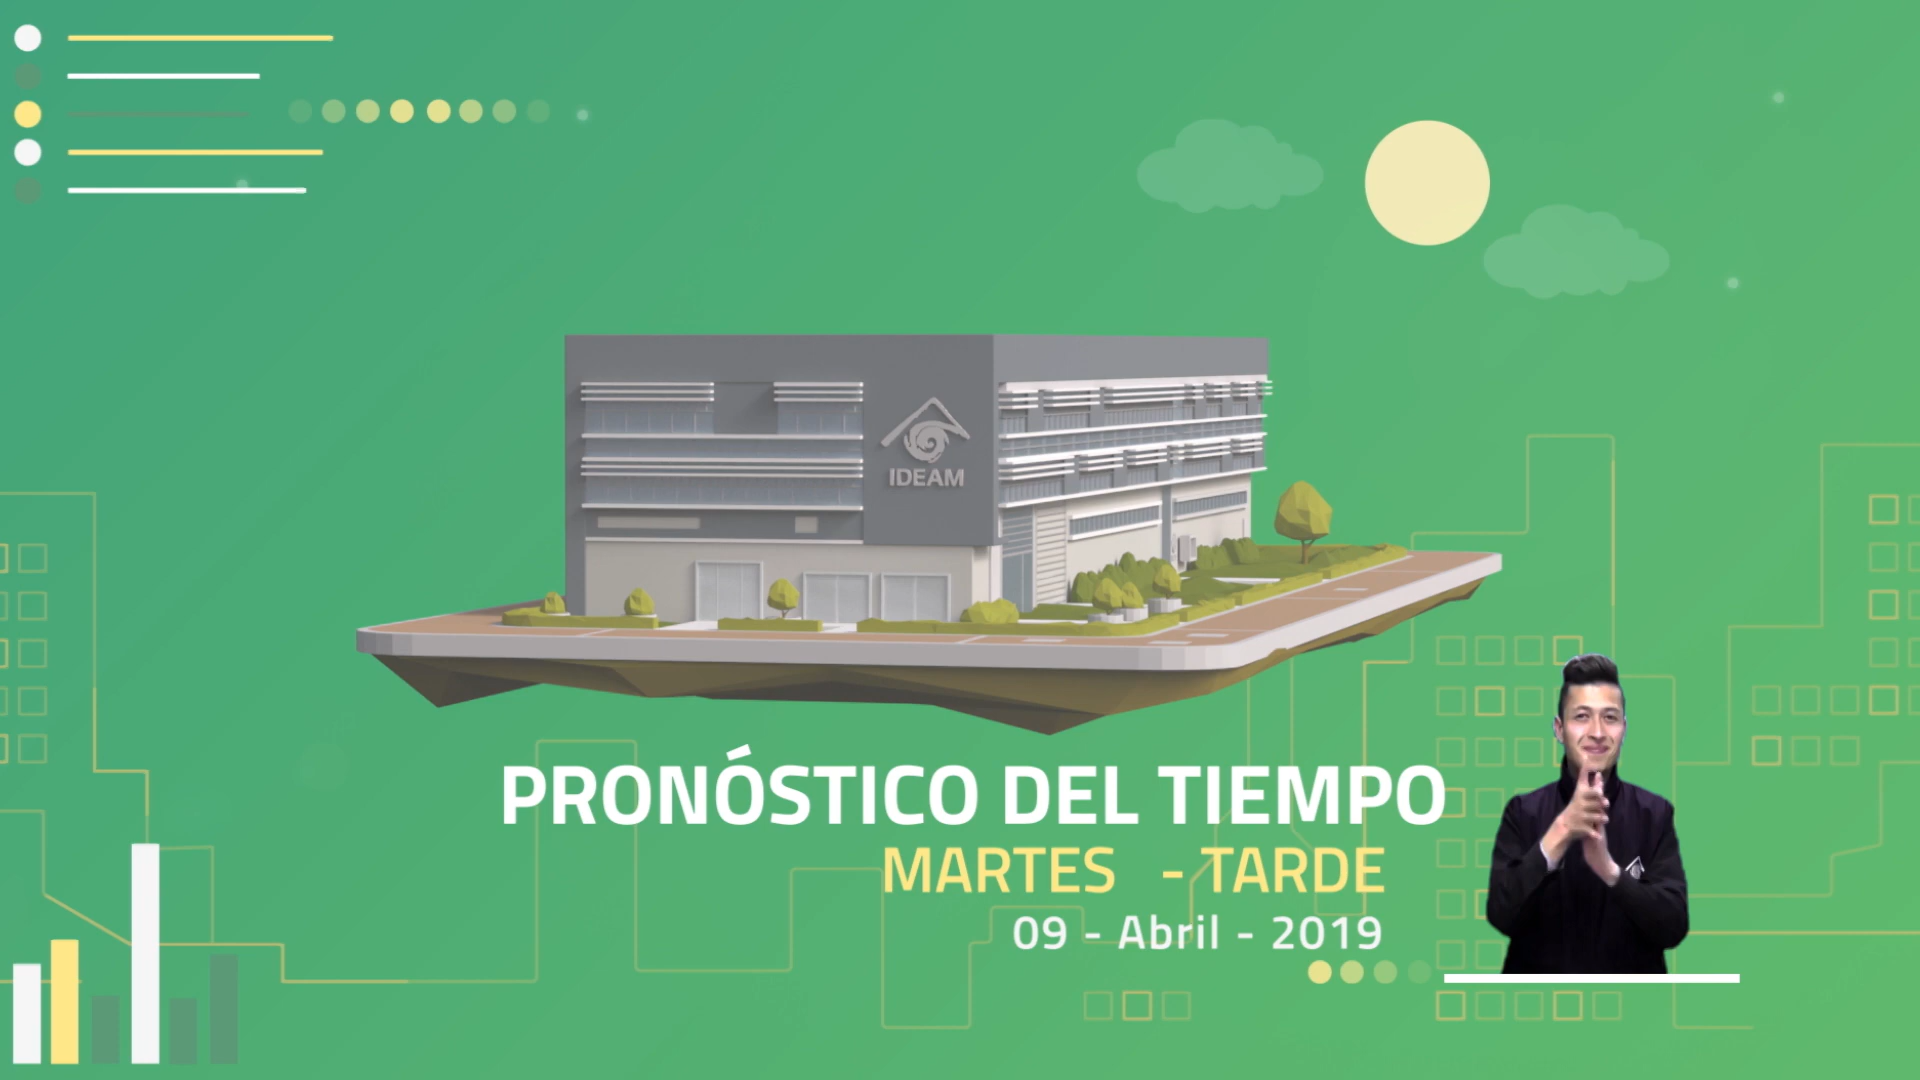 IDEAM
PRONÓSTICO DEL TIEMPO
MARTES - TARDE
09 - Abril - 2019